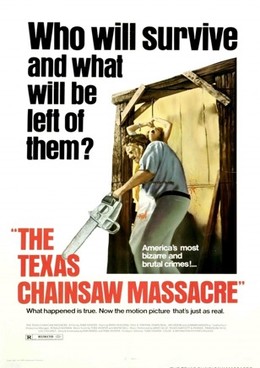 Who will survive
and what
will be
left of
them?
America's most
bizarre and
brutal crimes!...
"THE
TEXAS
CHAINSAW MASSACRE"
What happened is true. Now the motion picture that's just as real.
R